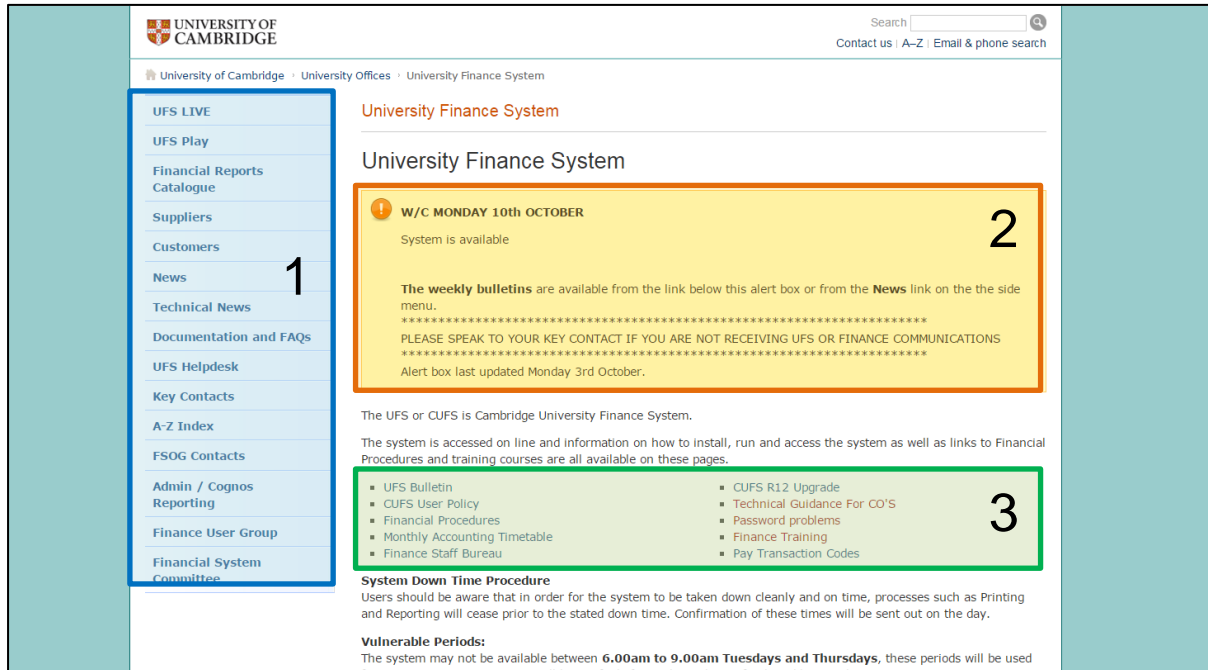 UNIVERSITY OF
CAMBRIDGE
Search
Contact us | A–Z | Email & phone search
University of Cambridge › University Offices › University Finance System
UFS LIVE
UFS Play
Financial Reports
Catalogue
Suppliers
Customers
News
Technical News
Documentation and FAQs
UFS Helpdesk
Key Contacts
A-Z Index
FSOG Contacts
Admin / Cognos
Reporting
Finance User Group
Financial System
Committee
1
University Finance System
University Finance System
W/C MONDAY 10th OCTOBER
2
System is available
The weekly bulletins are available from the link below this alert box or from the News link on the the side
menu.
***********************************************************************
PLEASE SPEAK TO YOUR KEY CONTACT IF YOU ARE NOT RECEIVING UFS OR FINANCE COMMUNICATIONS
***********************************************************************
Alert box last updated Monday 3rd October.
The UFS or CUFS is Cambridge University Finance System.
The system is accessed on line and information on how to install, run and access the system as well as links to Financial
Procedures and training courses are all available on these pages.
▪ UFS Bulletin
▪ CUFS User Policy
▪ Financial Procedures
▪ Monthly Accounting Timetable
▪ Finance Staff Bureau
▪ CUFS R12 Upgrade
▪ Technical Guidance For CO'S
▪ Password problems
▪ Finance Training
▪ Pay Transaction Codes
3
System Down Time Procedure
Users should be aware that in order for the system to be taken down cleanly and on time, processes such as Printing
and Reporting will cease prior to the stated down time. Confirmation of these times will be sent out on the day.
Vulnerable Periods:
The system may not be available between 6.00am to 9.00am Tuesdays and Thursdays, these periods will be used